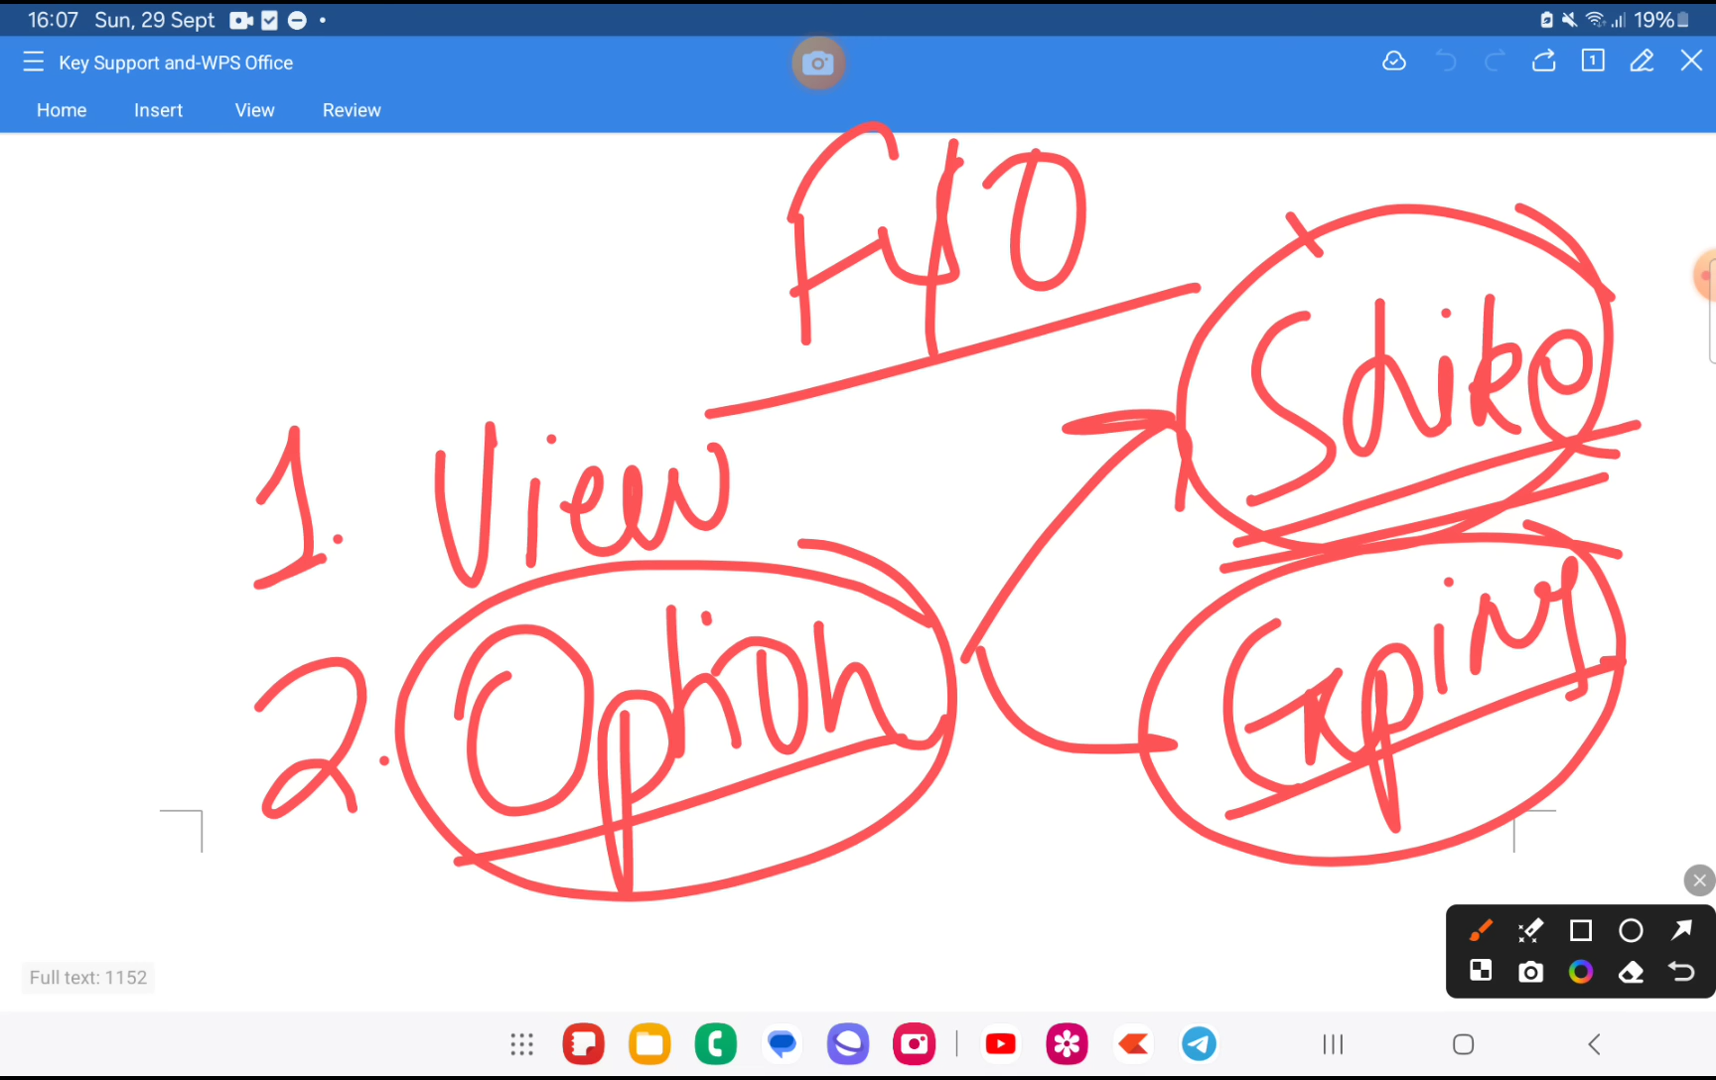 16:07 Sun, 29 Sept 19%
Key Support and-WPS Office
1
Home Insert View Review
F/O
Strike
1. View
2. Option
Expiry
Full text: 1152